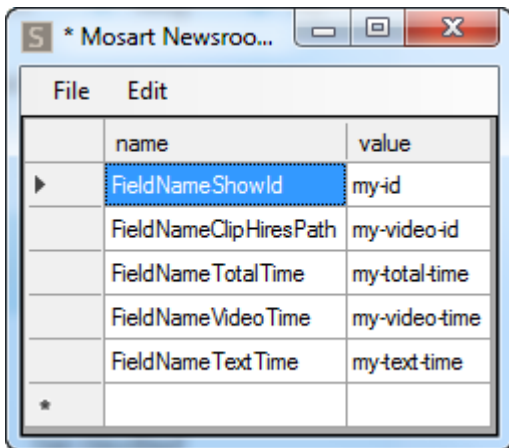 S * Mosart Newsroo...
File Edit
name value
FieldNameShowId my-id
FieldNameClipHiresPath my-video-id
FieldNameTotalTime my-total-time
FieldNameVideoTime my-video-time
FieldNameTextTime my-text-time
*